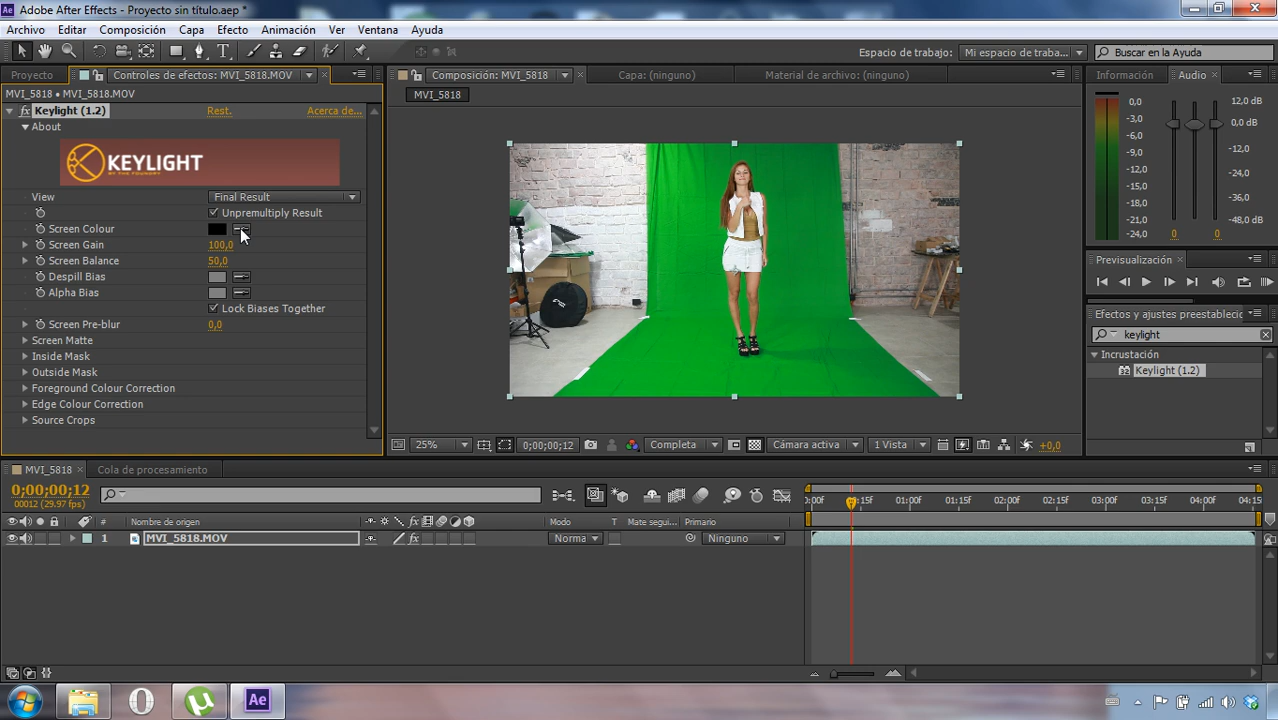 Adobe After Effects - Proyecto sin título.aep *
Archivo Editar Composición Capa Efecto Animación Ver Ventana Ayuda
Espacio de trabajo: Mi espacio de traba... Buscar en la Ayuda
Proyecto Controles de efectos: MVI_5818.MOV Composición: MVI_5818 Capa: (ninguno) Material de archivo: (ninguno) Información Audio
MVI_5818 • MVI_5818.MOV MVI_5818
Keylight (1.2) Rest. Acerca de...
About
KEYLIGHT
BY THE FOUNDRY
View Final Result
Unpremultiply Result
Screen Colour
Screen Gain 100,0
Screen Balance 50,0
Despill Bias
Alpha Bias
Lock Biases Together
Screen Pre-blur 0,0
Screen Matte
Inside Mask
Outside Mask
Foreground Colour Correction
Edge Colour Correction
Source Crops
0,0 12,0 dB
-3,0 0,0 dB
-6,0
-9,0 -12,0
-12,0
-15,0 -24,0
-18,0 -36,0
-21,0
-24,0 -48,0 dB
0 0
Previsualización
Efectos y ajustes preestablecic
keylight
Incrustación
Keylight (1.2)
25% 0;00;00;12 Completa Cámara activa 1 Vista +0,0
MVI_5818 Cola de procesamiento
0;00;00;12
00012 (29.97 fps)
:00f 15f 01:00f 01:15f 02:00f 02:15f 03:00f 03:15f 04:00f 04:15
# Nombre de origen Modo T Mate segui... Primario
1 MVI_5818.MOV Norma Ninguno
Ae